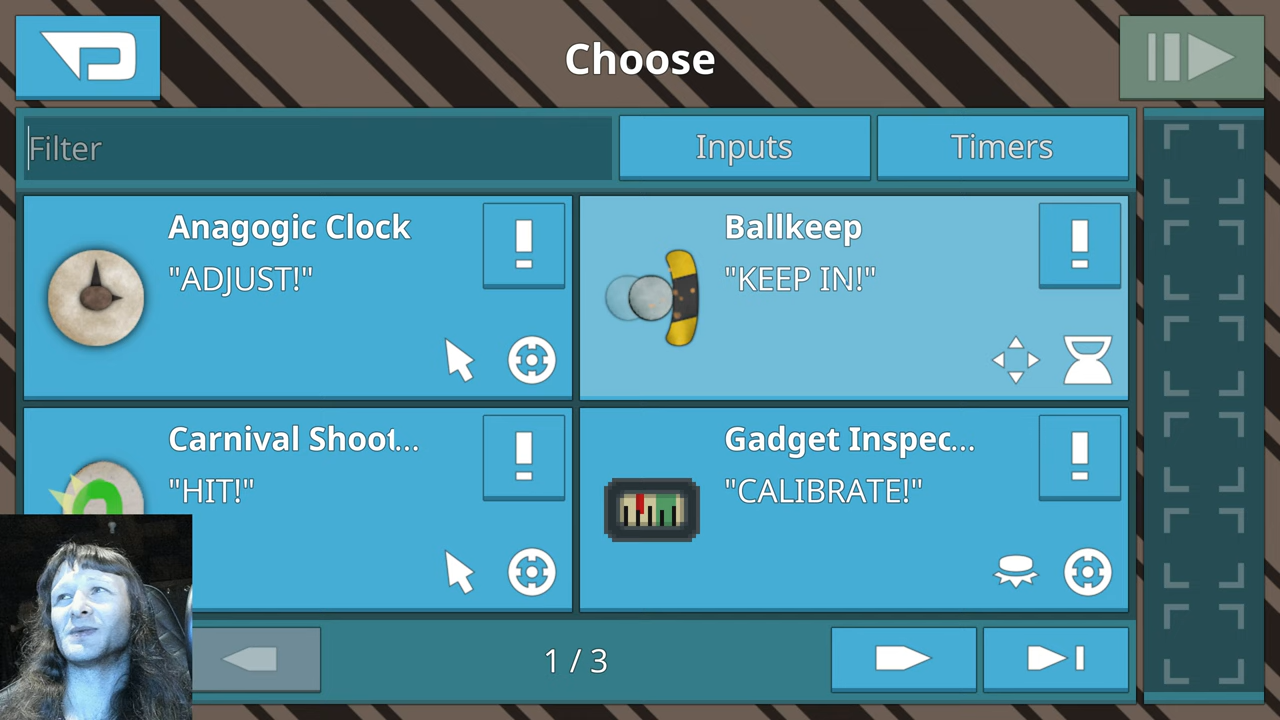 Choose
Filter
Inputs
Timers
Anagogic Clock
"ADJUST!"
Ballkeep
"KEEP IN!"
Carnival Shoot...
"HIT!"
Gadget Inspec...
"CALIBRATE!"
1 / 3